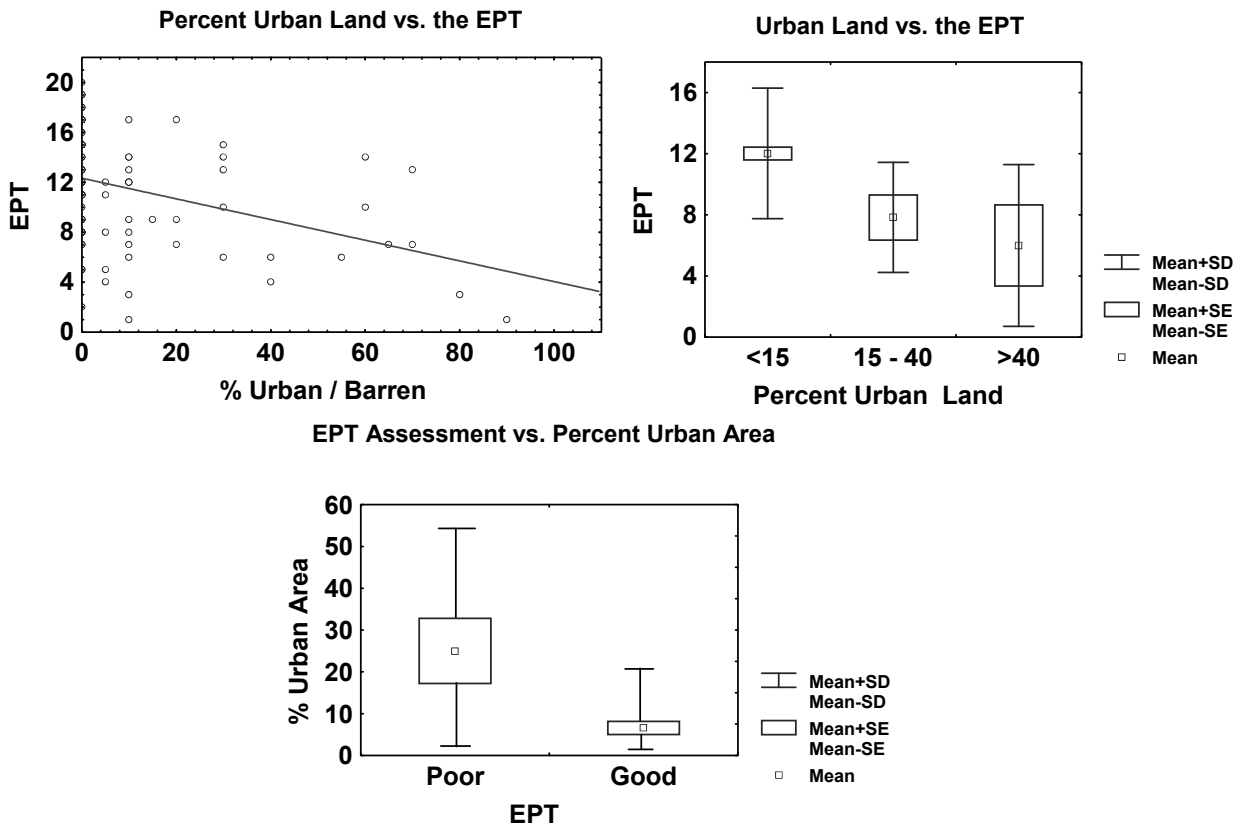 Percent Urban Land vs. the EPT
EPT
20
16
12
8
4
0
0 20 40 60 80 100
% Urban / Barren
Urban Land vs. the EPT
EPT
16
12
8
4
0
<15 15 - 40 >40
Percent Urban Land
Mean+SD
Mean-SD
Mean+SE
Mean-SE
Mean
EPT Assessment vs. Percent Urban Area
% Urban Area
60
50
40
30
20
10
0
Poor Good
EPT
Mean+SD
Mean-SD
Mean+SE
Mean-SE
Mean